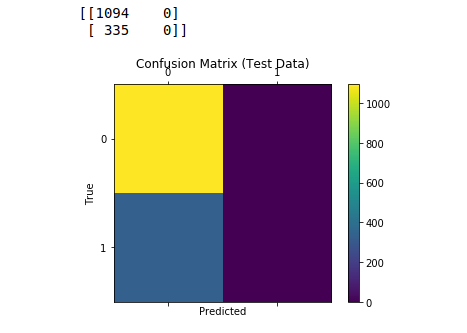 [[1094    0]
 [ 335    0]]
Confusion Matrix (Test Data)
0 1
0
1
True
Predicted
1000
800
600
400
200
0